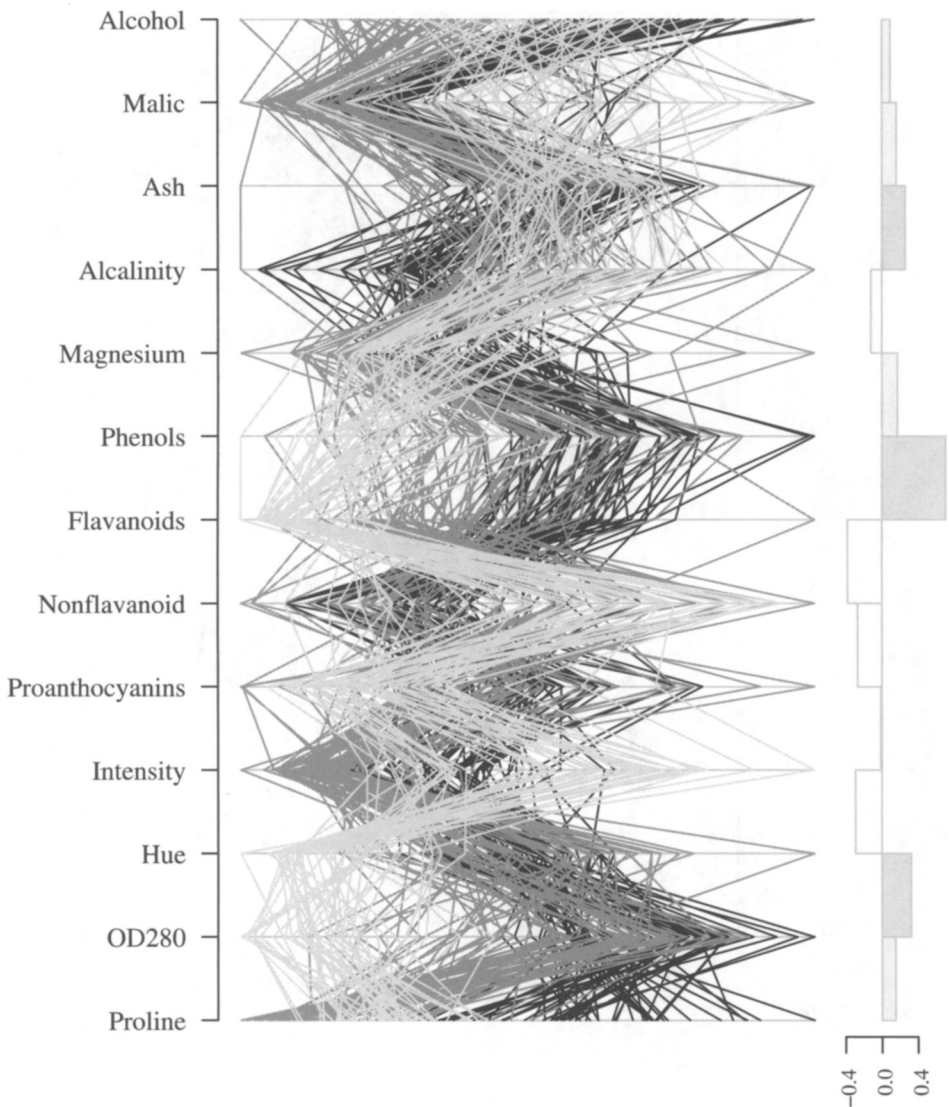 Alcohol
Malic
Ash
Alcalinity
Magnesium
Phenols
Flavanoids
Nonflavanoid
Proanthocyanins
Intensity
Hue
OD280
Proline
−0.4
0.0
0.4